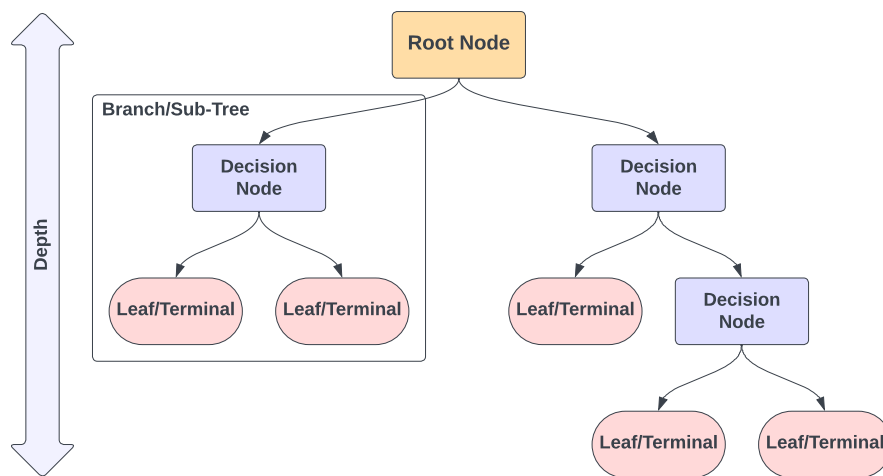 Root Node
Branch/Sub-Tree
Decision
Node
Decision
Node
Depth
Leaf/Terminal
Leaf/Terminal
Leaf/Terminal
Decision
Node
Leaf/Terminal
Leaf/Terminal